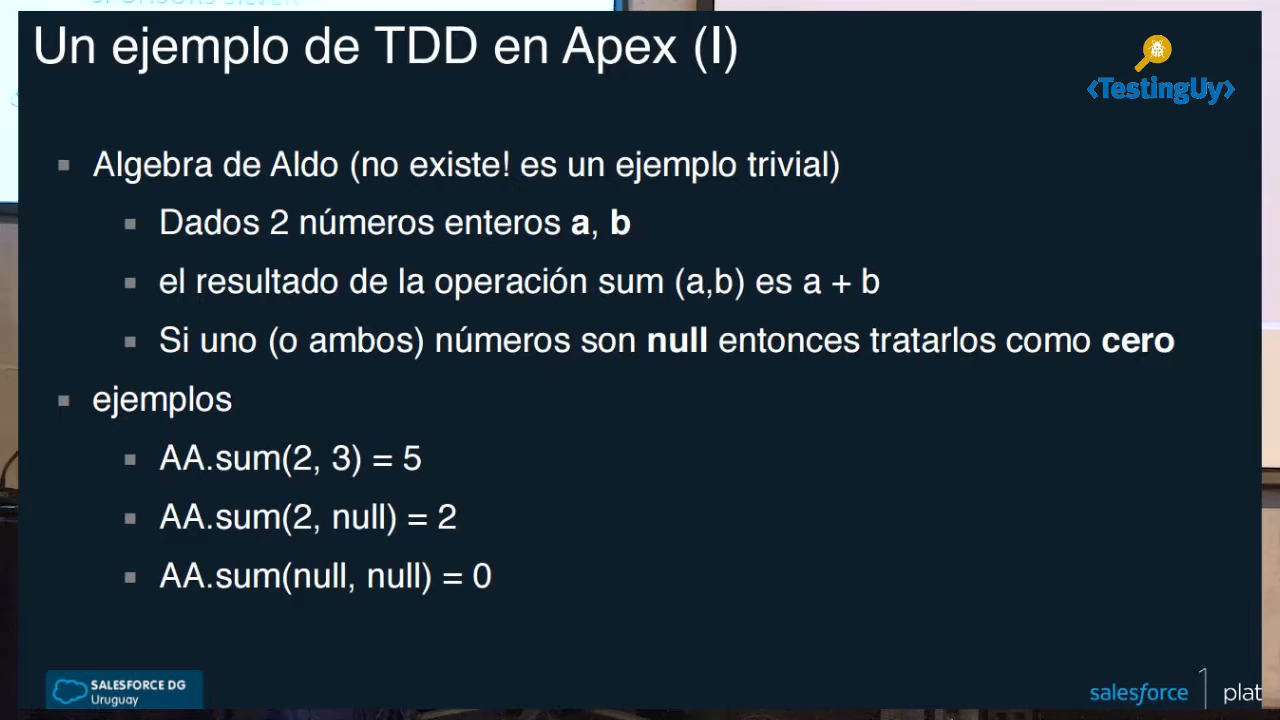 SPONSORS SILVER
Un ejemplo de TDD en Apex (I)
<TestingUy>
Algebra de Aldo (no existe! es un ejemplo trivial)
Dados 2 números enteros a, b
el resultado de la operación sum (a,b) es a + b
Si uno (o ambos) números son null entonces tratarlos como cero
ejemplos
AA.sum(2, 3) = 5
AA.sum(2, null) = 2
AA.sum(null, null) = 0
SALESFORCE DG
Uruguay
salesforce 1 plat